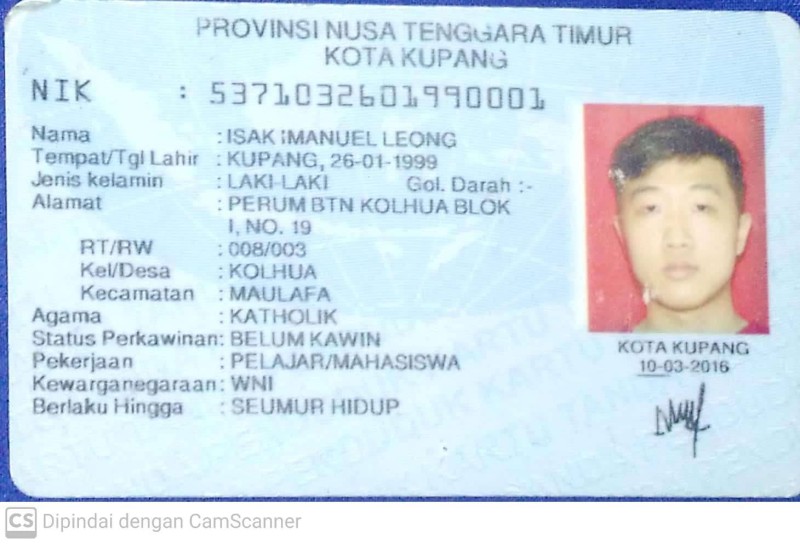 PROVINSI NUSA TENGGARA TIMUR
KOTA KUPANG
NIK : 5371032601990001
Nama : ISAK IMANUEL LEONG
Tempat/Tgl Lahir : KUPANG, 26-01-1999
Jenis kelamin : LAKI-LAKI Gol. Darah :-
Alamat : PERUM BTN KOLHUA BLOK
I, NO. 19
RT/RW : 008/003
Kel/Desa : KOLHUA
Kecamatan : MAULAFA
Agama : KATHOLIK
Status Perkawinan: BELUM KAWIN
Pekerjaan : PELAJAR/MAHASISWA
Kewarganegaraan: WNI
Berlaku Hingga : SEUMUR HIDUP
KOTA KUPANG
10-03-2016
CS Dipindai dengan CamScanner